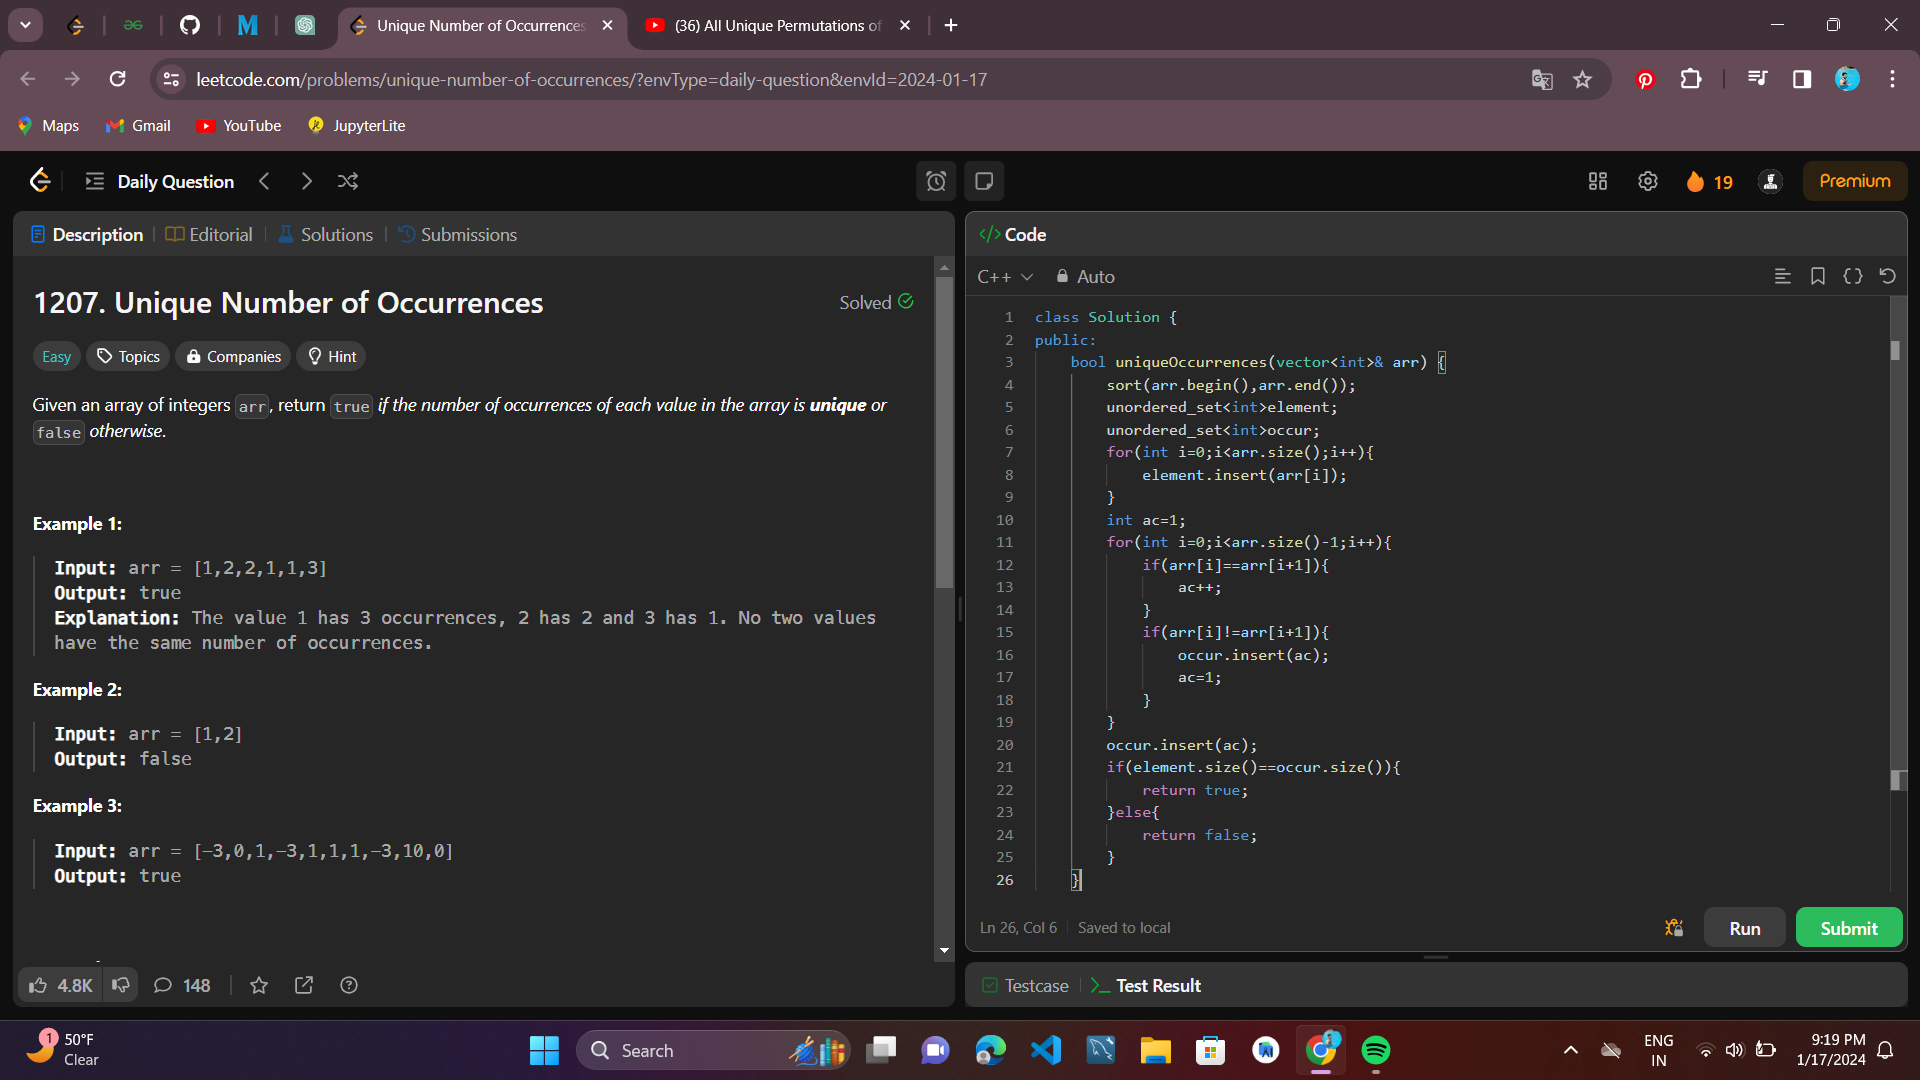 Unique Number of Occurrences
(36) All Unique Permutations of
leetcode.com/problems/unique-number-of-occurrences/?envType=daily-question&envId=2024-01-17
Maps
Gmail
YouTube
JupyterLite
Daily Question
19
Premium
Description
Editorial
Solutions
Submissions
1207. Unique Number of Occurrences
Solved
Easy
Topics
Companies
Hint
Given an array of integers arr, return true if the number of occurrences of each value in the array is unique or
false otherwise.
Example 1:
Input: arr = [1,2,2,1,1,3]
Output: true
Explanation: The value 1 has 3 occurrences, 2 has 2 and 3 has 1. No two values
have the same number of occurrences.
Example 2:
Input: arr = [1,2]
Output: false
Example 3:
Input: arr = [-3,0,1,-3,1,1,1,-3,10,0]
Output: true
4.8K
148
</> Code
C++
Auto
1 class Solution {
2 public:
3 bool uniqueOccurrences(vector<int>& arr) {
4 sort(arr.begin(),arr.end());
5 unordered_set<int>element;
6 unordered_set<int>occur;
7 for(int i=0;i<arr.size();i++){
8 element.insert(arr[i]);
9 }
10 int ac=1;
11 for(int i=0;i<arr.size()-1;i++){
12 if(arr[i]==arr[i+1]){
13 ac++;
14 }
15 if(arr[i]!=arr[i+1]){
16 occur.insert(ac);
17 ac=1;
18 }
19 }
20 occur.insert(ac);
21 if(element.size()==occur.size()){
22 return true;
23 }else{
24 return false;
25 }
26 }
Ln 26, Col 6
Saved to local
Run
Submit
Testcase
Test Result
1
50°F
Clear
Search
ENG
IN
9:19 PM
1/17/2024